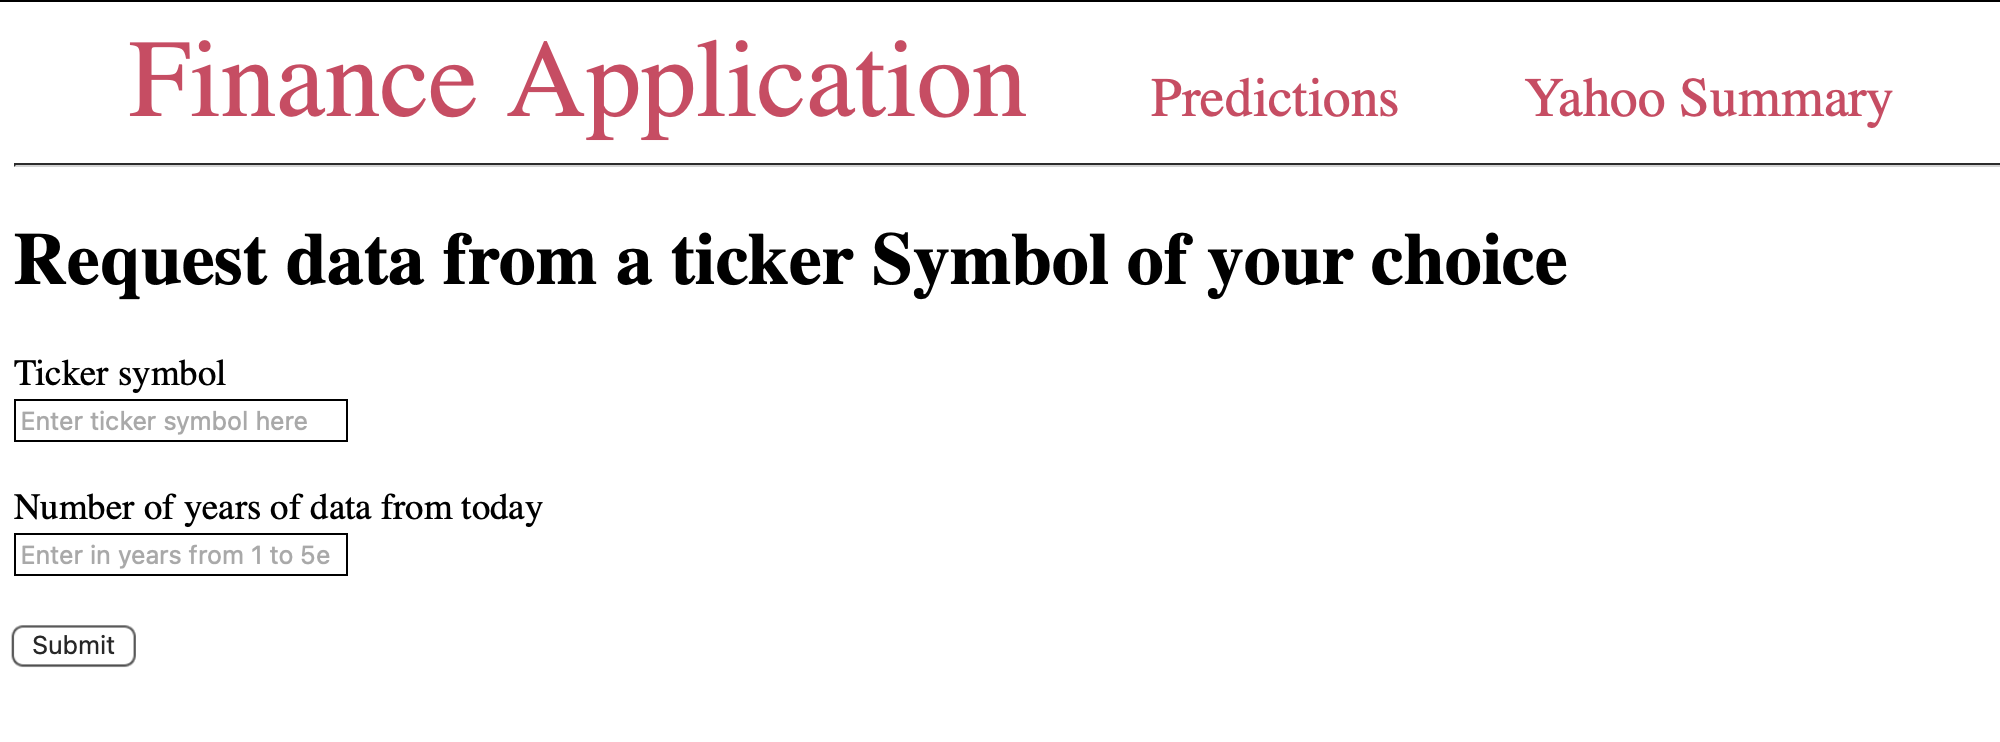 Finance Application Predictions Yahoo Summary
Request data from a ticker Symbol of your choice
Ticker symbol
Enter ticker symbol here
Number of years of data from today
Enter in years from 1 to 5e
Submit